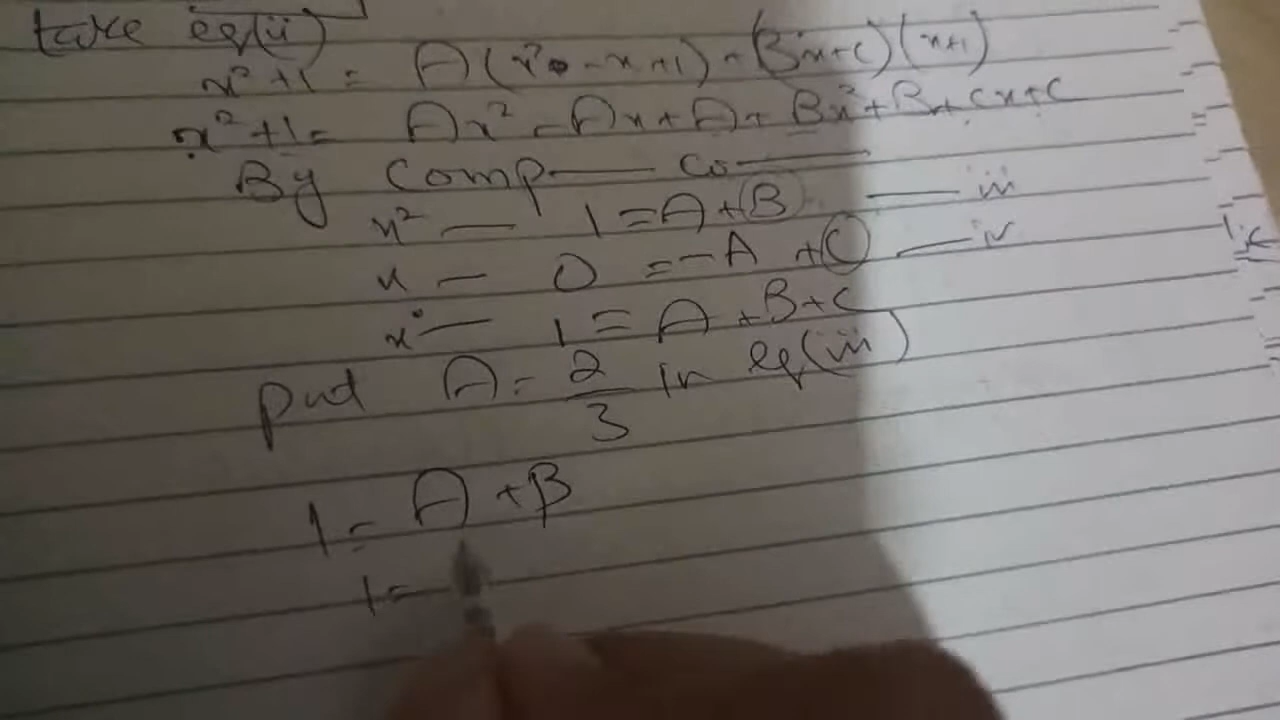 take eq(ii)
x² + 1 = A(x² - x + 1) - (Bx + C)(x + 1)
x² + 1 = Ax² - Ax + A + Bx² + B + Cx + C
By Comp— Co—
x² — 1 = A + B — iii
x — 0 = -A + C — iv
x° — 1 = A + B + C
Put A = 2/3 in eq(iii)
1 = A + B
1 =